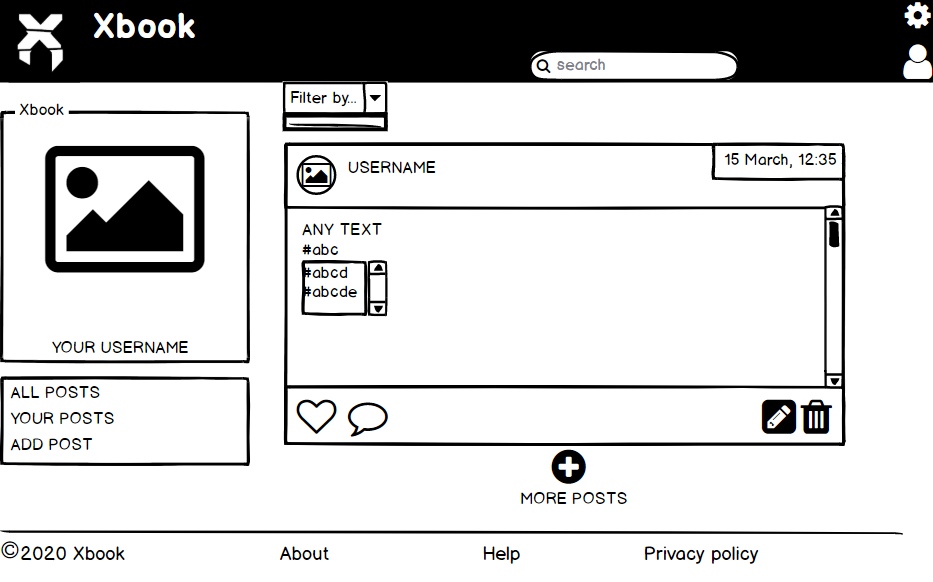 Xbook
search
Filter by...
Xbook
YOUR USERNAME
ALL POSTS
YOUR POSTS
ADD POST
USERNAME
15 March, 12:35
ANY TEXT
#abc
#abcd
#abcde
MORE POSTS
©2020 Xbook
About
Help
Privacy policy